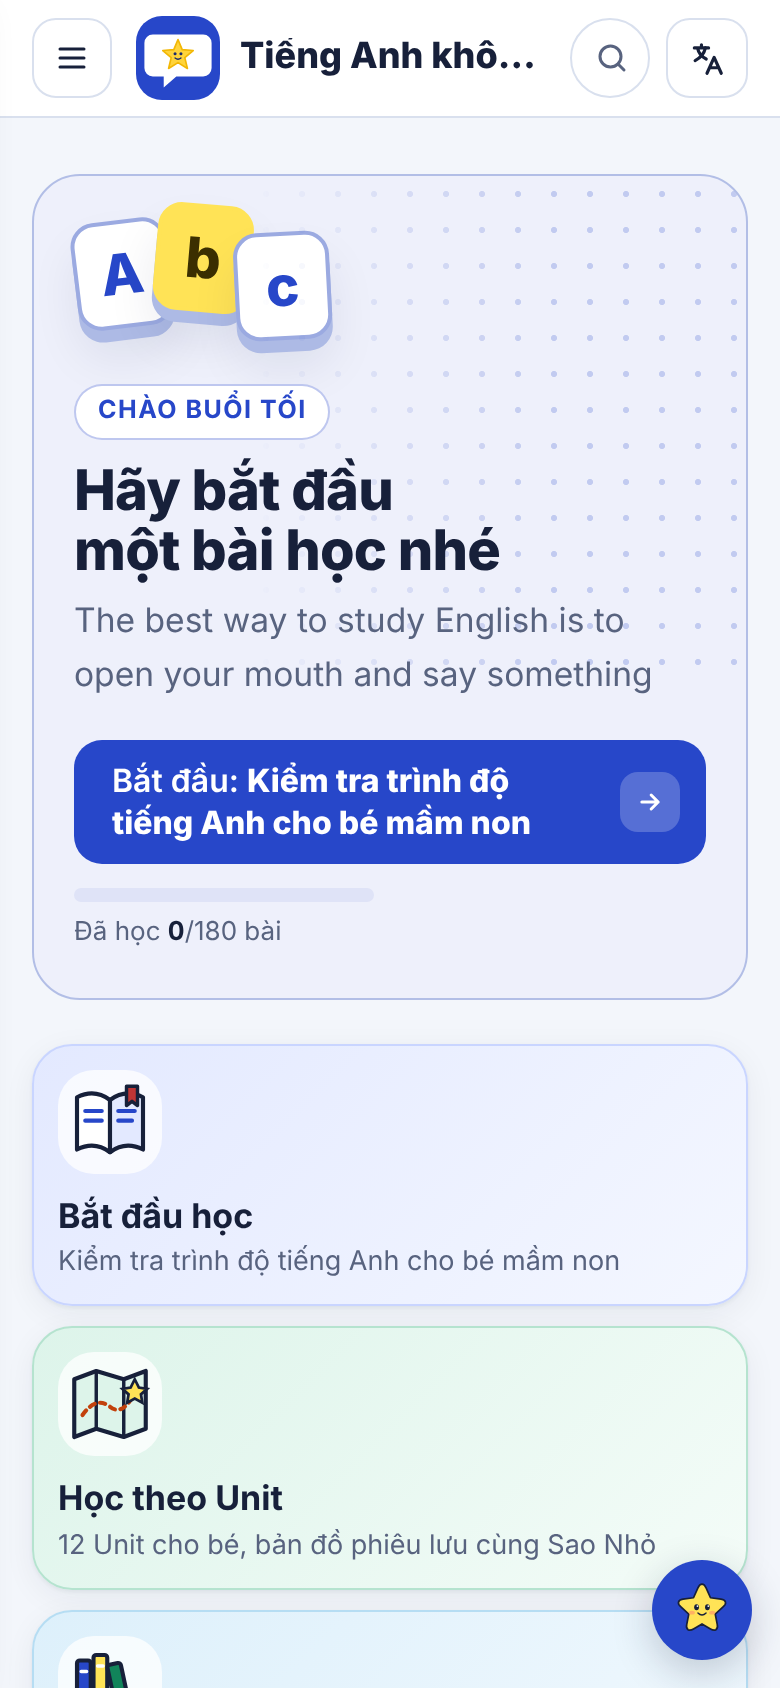 Tiếng Anh khô...
A b c
CHÀO BUỔI TỐI
Hãy bắt đầu
một bài học nhé
The best way to study English is to
open your mouth and say something
Bắt đầu: Kiểm tra trình độ
tiếng Anh cho bé mầm non
Đã học 0/180 bài
Bắt đầu học
Kiểm tra trình độ tiếng Anh cho bé mầm non
Học theo Unit
12 Unit cho bé, bản đồ phiêu lưu cùng Sao Nhỏ